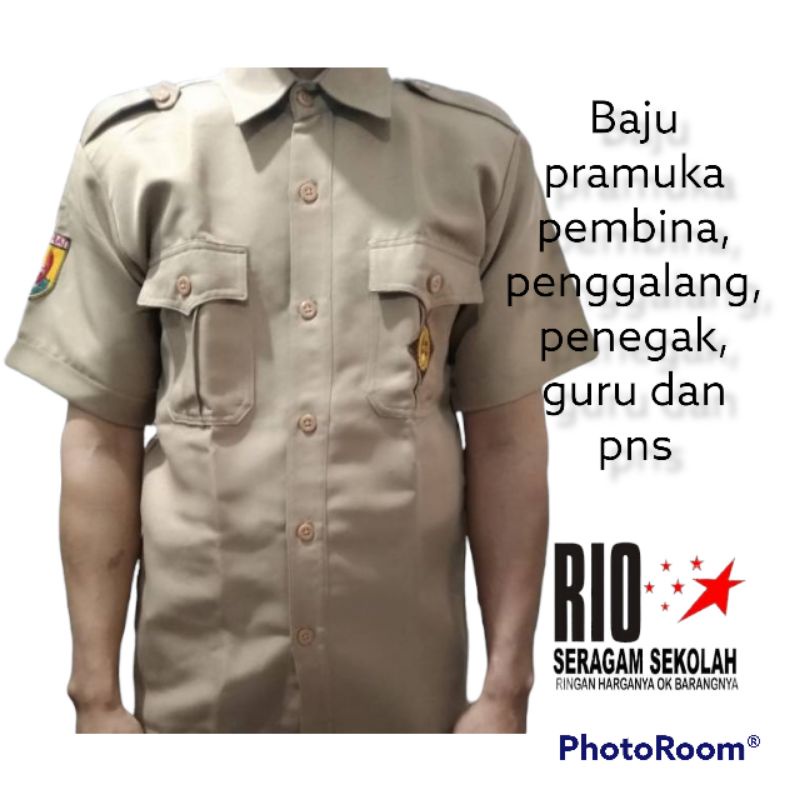 Baju
pramuka
pembina,
penggalang,
penegak,
guru dan
pns
RIO
SERAGAM SEKOLAH
RINGAN HARGANYA OK BARANGNYA
PhotoRoom®